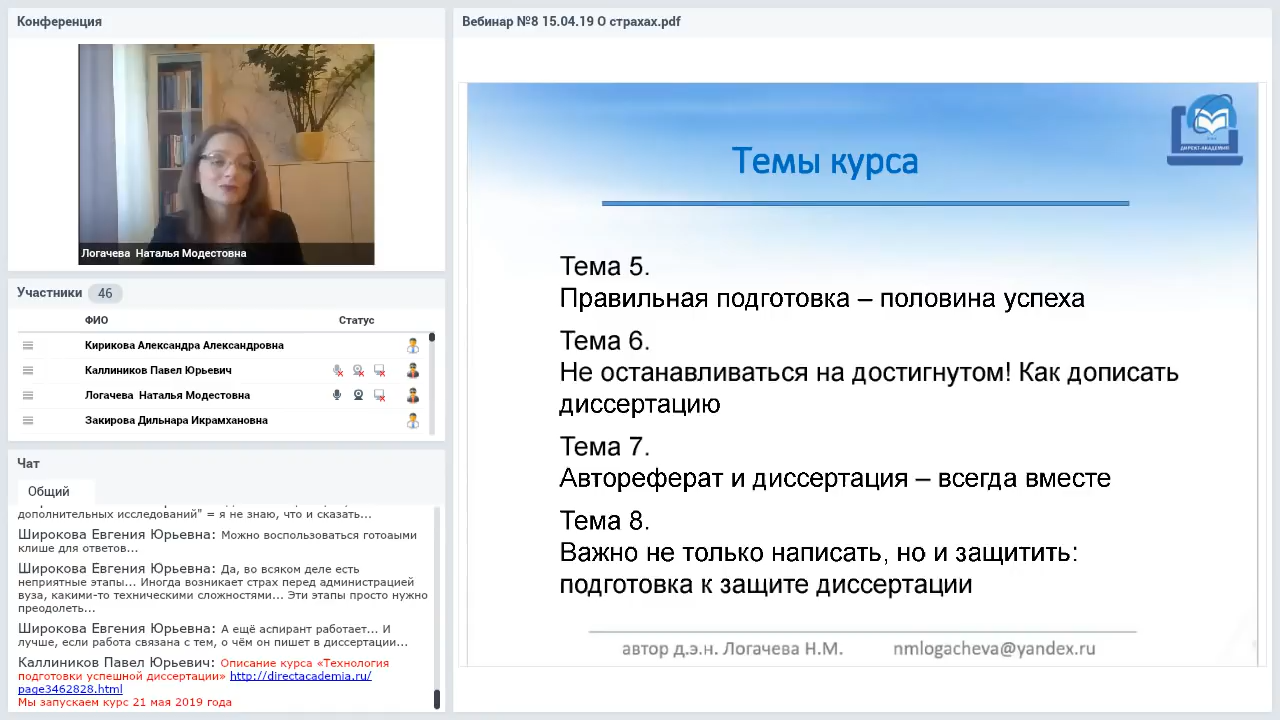 Конференция
Логачева  Наталья Модестовна
Участники 46
ФИО Статус
Кирикова Александра Александровна
Каллиников Павел Юрьевич
Логачева  Наталья Модестовна
Закирова Дильнара Икрамхановна
Чат
Общий
дополнительных исследований" = я не знаю, что и сказать...
Широкова Евгения Юрьевна: Можно воспользоваться готоаыми
клише для ответов...
Широкова Евгения Юрьевна: Да, во всяком деле есть
неприятные этапы... Иногда возникает страх перед администрацией
вуза, какими-то техническими сложностями... Эти этапы просто нужно
преодолеть...
Широкова Евгения Юрьевна: А ещё аспирант работает... И
лучше, если работа связана с тем, о чём он пишет в диссертации...
Каллиников Павел Юрьевич: Описание курса «Технология
подготовки успешной диссертации» http://directacademia.ru/
page3462828.html
Мы запускаем курс 21 мая 2019 года
Вебинар №8 15.04.19 О страхах.pdf
ДИРЕКТ-АКАДЕМИЯ
Темы курса
Тема 5.
Правильная подготовка – половина успеха
Тема 6.
Не останавливаться на достигнутом! Как дописать
диссертацию
Тема 7.
Автореферат и диссертация – всегда вместе
Тема 8.
Важно не только написать, но и защитить:
подготовка к защите диссертации
автор д.э.н. Логачева Н.М. nmlogacheva@yandex.ru